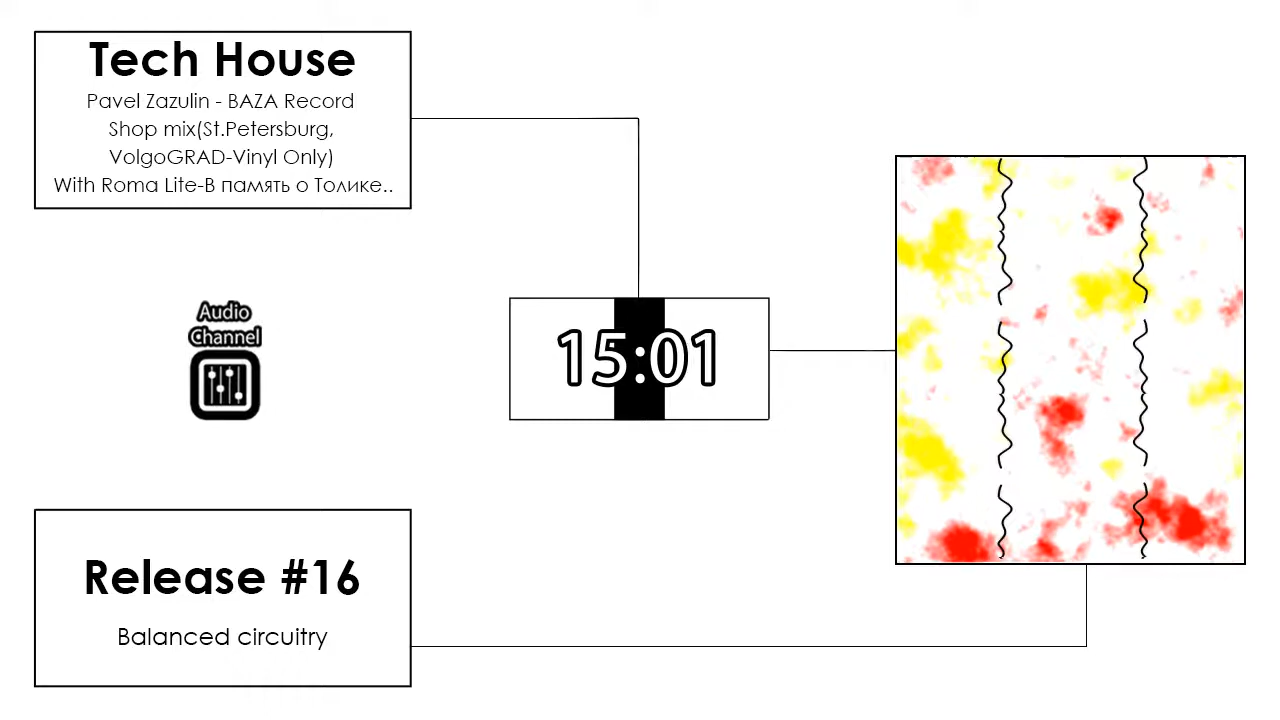 Tech House
Pavel Zazulin - BAZA Record
Shop mix(St.Petersburg,
VolgoGRAD-Vinyl Only)
With Roma Lite-B память о Толике..
Audio
Channel
15:01
Release #16
Balanced circuitry